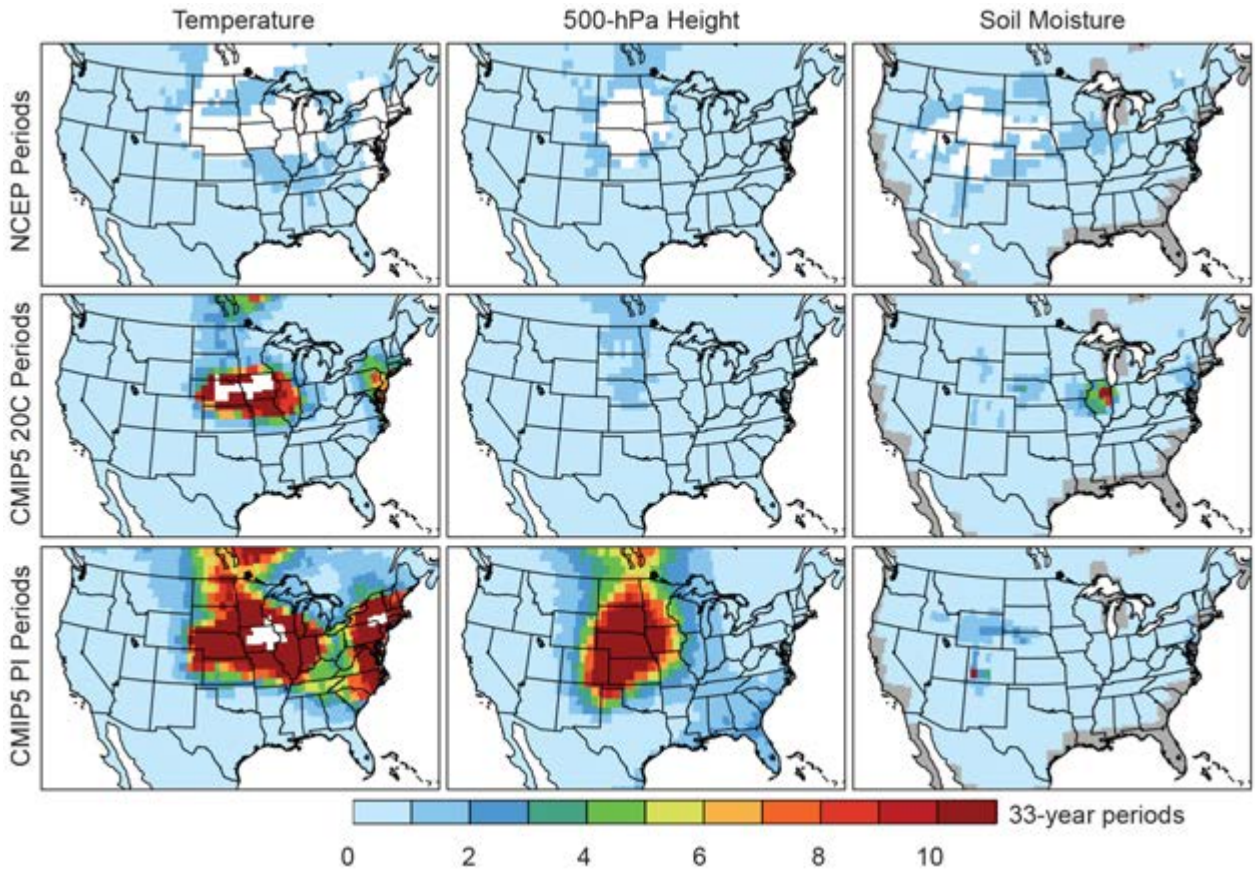 Temperature 500-hPa Height Soil Moisture
NCEP Periods
CMIP5 20C Periods
CMIP5 PI Periods
33-year periods
0 2 4 6 8 10